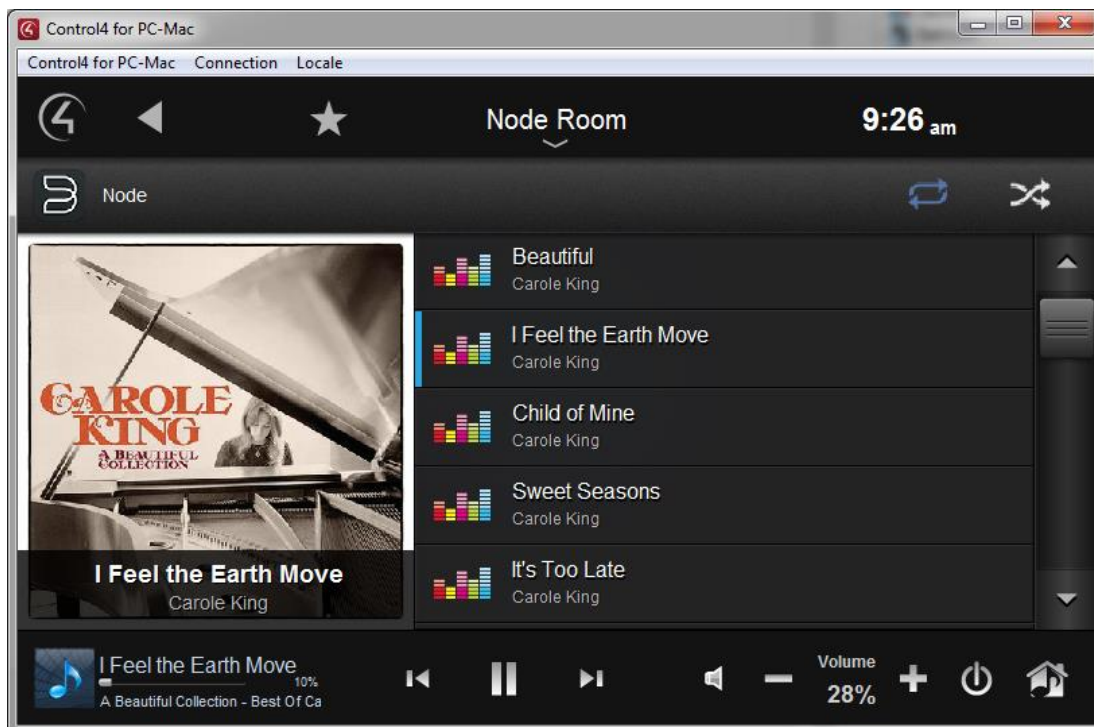 Control4 for PC-Mac
Control4 for PC-Mac Connection Locale
Node Room
9:26 am
Node
CAROLE
KING
A BEAUTIFUL
COLLECTION
I Feel the Earth Move
Carole King
Beautiful
Carole King
I Feel the Earth Move
Carole King
Child of Mine
Carole King
Sweet Seasons
Carole King
It's Too Late
Carole King
I Feel the Earth Move
10%
A Beautiful Collection - Best Of Ca
Volume
28%